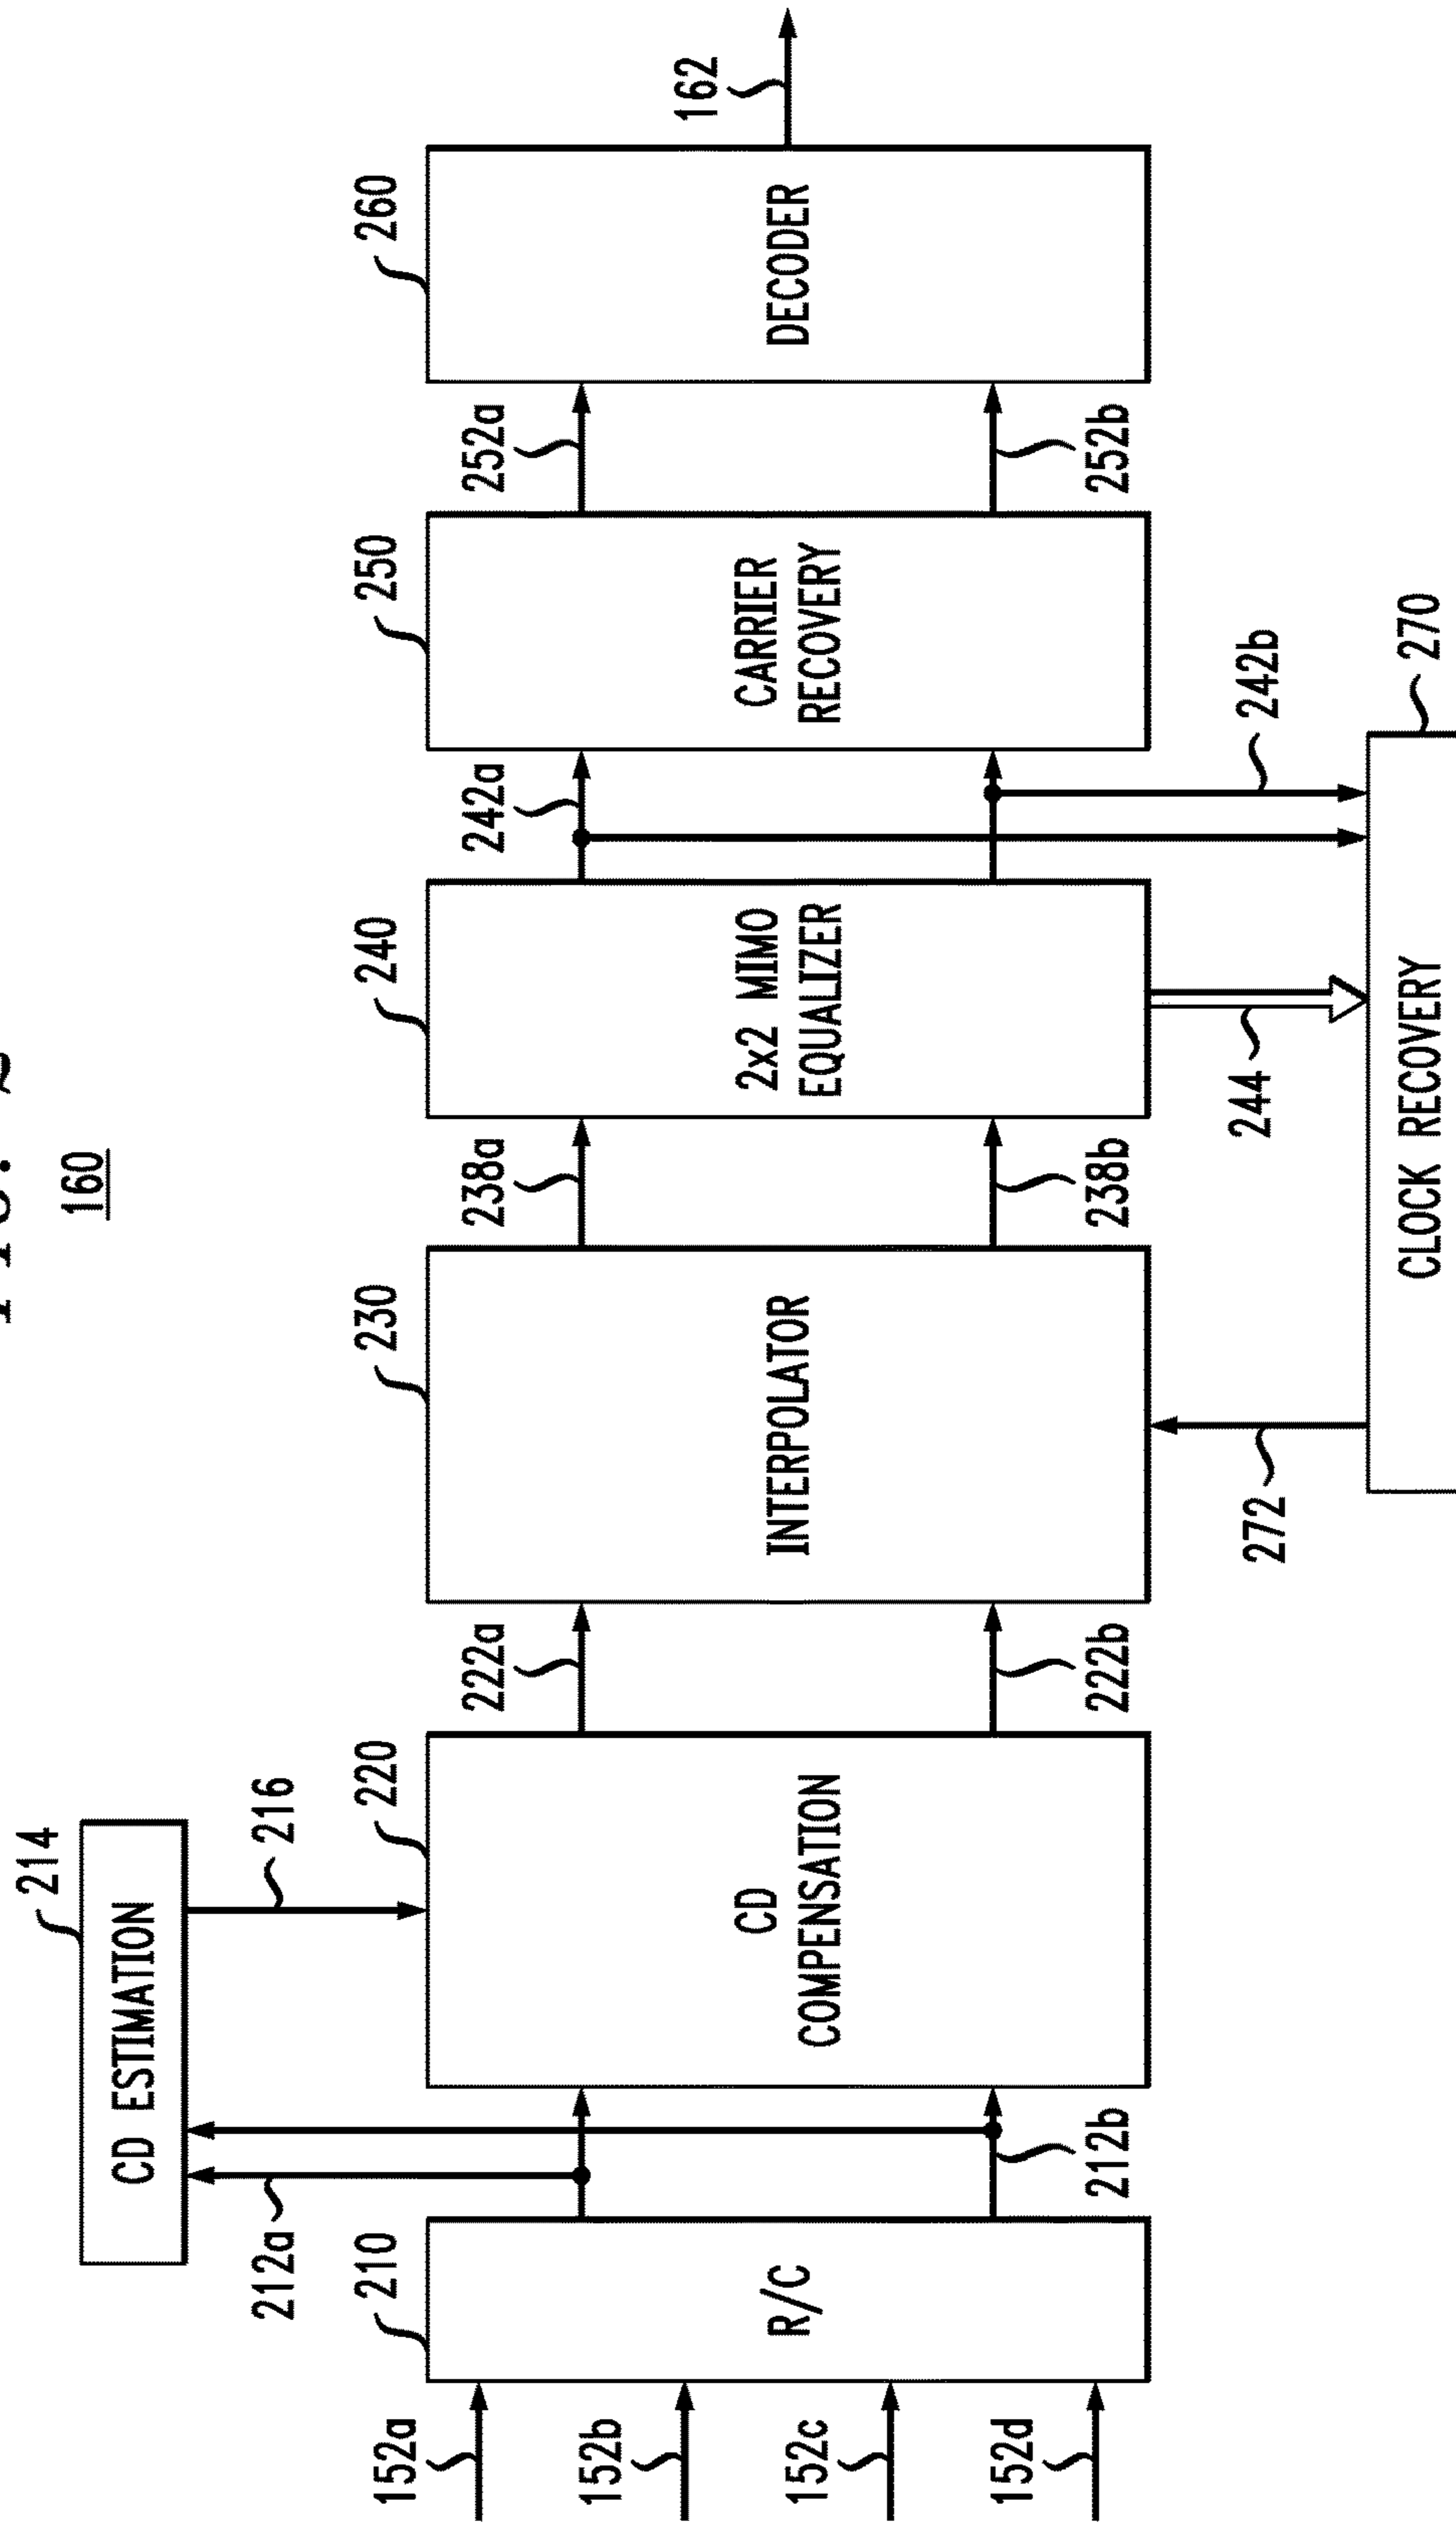 160
214
CD ESTIMATION
212a
216
210
220
230
240
250
260
152a
152b
152c
152d
R/C
212b
CD
COMPENSATION
222a
222b
INTERPOLATOR
238a
238b
2x2 MIMO
EQUALIZER
242a
CARRIER
RECOVERY
252a
252b
DECODER
162
272
244
242b
270
CLOCK RECOVERY